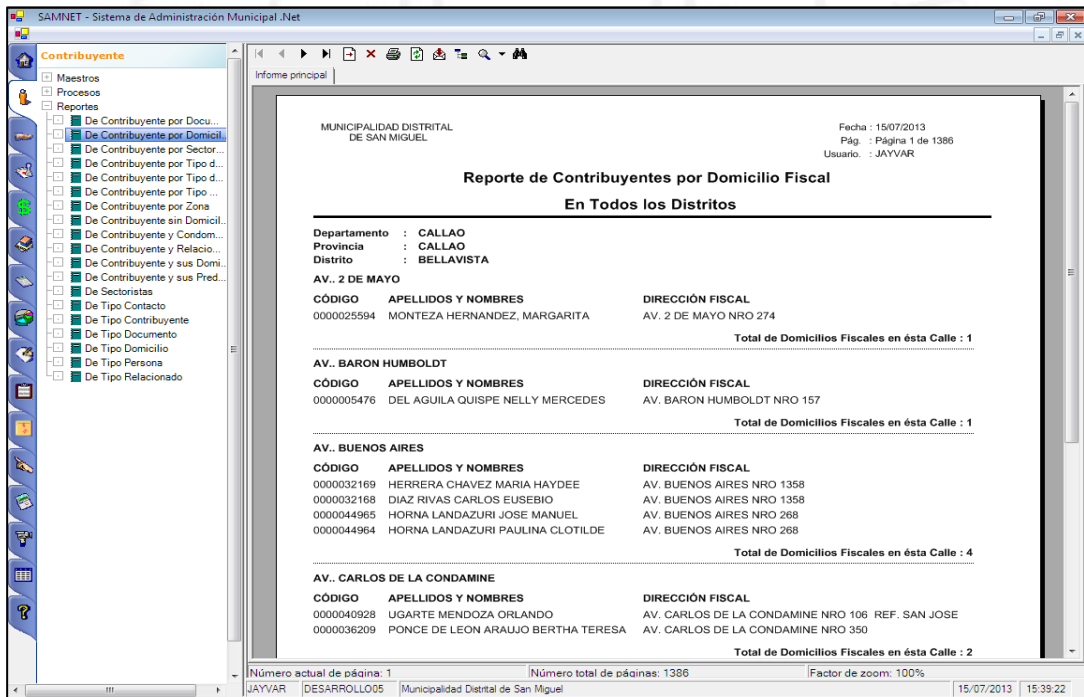 SAMNET - Sistema de Administración Municipal .Net
Contribuyente
Maestros
Procesos
Reportes
De Contribuyente por Docu...
De Contribuyente por Domicil...
De Contribuyente por Sector...
De Contribuyente por Tipo d...
De Contribuyente por Tipo d...
De Contribuyente por Tipo ...
De Contribuyente por Zona
De Contribuyente sin Domicil...
De Contribuyente y Condom...
De Contribuyente y Relacio...
De Contribuyente y sus Domi...
De Contribuyente y sus Pred...
De Sectoristas
De Tipo Contacto
De Tipo Contribuyente
De Tipo Documento
De Tipo Domicilio
De Tipo Persona
De Tipo Relacionado
Informe principal
MUNICIPALIDAD DISTRITAL
DE SAN MIGUEL
Fecha : 15/07/2013
Pág. : Página 1 de 1386
Usuario. : JAYVAR
Reporte de Contribuyentes por Domicilio Fiscal
En Todos los Distritos
Departamento : CALLAO
Provincia : CALLAO
Distrito : BELLAVISTA
AV.. 2 DE MAYO
CÓDIGO APELLIDOS Y NOMBRES DIRECCIÓN FISCAL
0000025594 MONTEZA HERNANDEZ, MARGARITA AV. 2 DE MAYO NRO 274
Total de Domicilios Fiscales en ésta Calle : 1
AV.. BARON HUMBOLDT
CÓDIGO APELLIDOS Y NOMBRES DIRECCIÓN FISCAL
0000005476 DEL AGUILA QUISPE NELLY MERCEDES AV. BARON HUMBOLDT NRO 157
Total de Domicilios Fiscales en ésta Calle : 1
AV.. BUENOS AIRES
CÓDIGO APELLIDOS Y NOMBRES DIRECCIÓN FISCAL
0000032169 HERRERA CHAVEZ MARIA HAYDEE AV. BUENOS AIRES NRO 1358
0000032168 DIAZ RIVAS CARLOS EUSEBIO AV. BUENOS AIRES NRO 1358
0000044965 HORNA LANDAZURI JOSE MANUEL AV. BUENOS AIRES NRO 268
0000044964 HORNA LANDAZURI PAULINA CLOTILDE AV. BUENOS AIRES NRO 268
Total de Domicilios Fiscales en ésta Calle : 4
AV.. CARLOS DE LA CONDAMINE
CÓDIGO APELLIDOS Y NOMBRES DIRECCIÓN FISCAL
0000040928 UGARTE MENDOZA ORLANDO AV. CARLOS DE LA CONDAMINE NRO 106 REF. SAN JOSE
0000036209 PONCE DE LEON ARAUJO BERTHA TERESA AV. CARLOS DE LA CONDAMINE NRO 350
Total de Domicilios Fiscales en ésta Calle : 2
Número actual de página: 1 Número total de páginas: 1386 Factor de zoom: 100%
JAYVAR DESARROLLO05 Municipalidad Distrital de San Miguel 15/07/2013 15:39:22